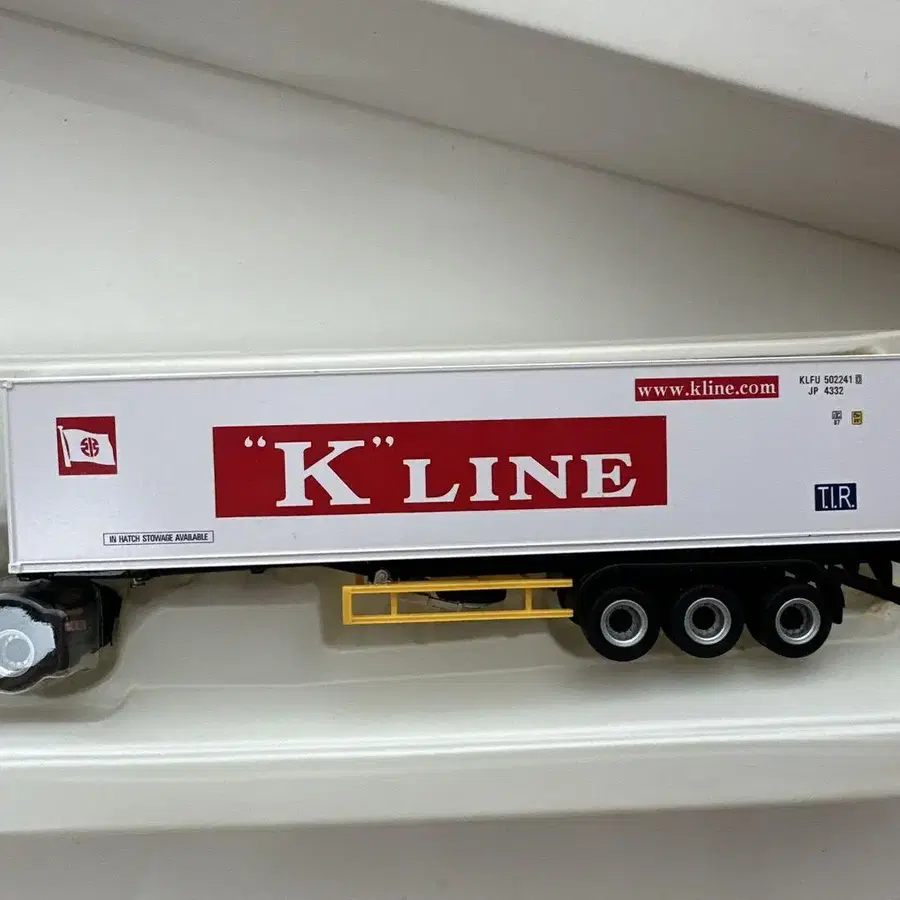 www.kline.com
KLFU 502241
JP 4332
"K" LINE
T.I.R.
IN HATCH STOWAGE AVAILABLE